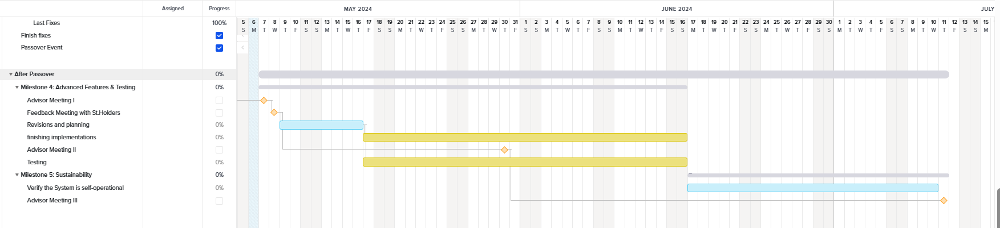 Assigned Progress MAY 2024 JUNE 2024 JULY
5 6 7 8 9 10 11 12 13 14 15 16 17 18 19 20 21 22 23 24 25 26 27 28 29 30 31 1 2 3 4 5 6 7 8 9 10 11 12 13 14 15 16 17 18 19 20 21 22 23 24 25 26 27 28 29 30 1 2 3 4 5 6 7 8 9 10 11 12 13 14 15
S M T W T F S S M T W T F S S M T W T F S S M T W T F S S M T W T F S S M T W T F S S M T W T F S S M T W T F S S M T W T F S S M T W T F S S M
Last Fixes 100%
Finish fixes
Passover Event
After Passover 0%
Milestone 4: Advanced Features & Testing 0%
Advisor Meeting I
Feedback Meeting with St.Holders
Revisions and planning 0%
finishing implementations 0%
Advisor Meeting II
Testing 0%
Milestone 5: Sustainability 0%
Verify the System is self-operational 0%
Advisor Meeting III